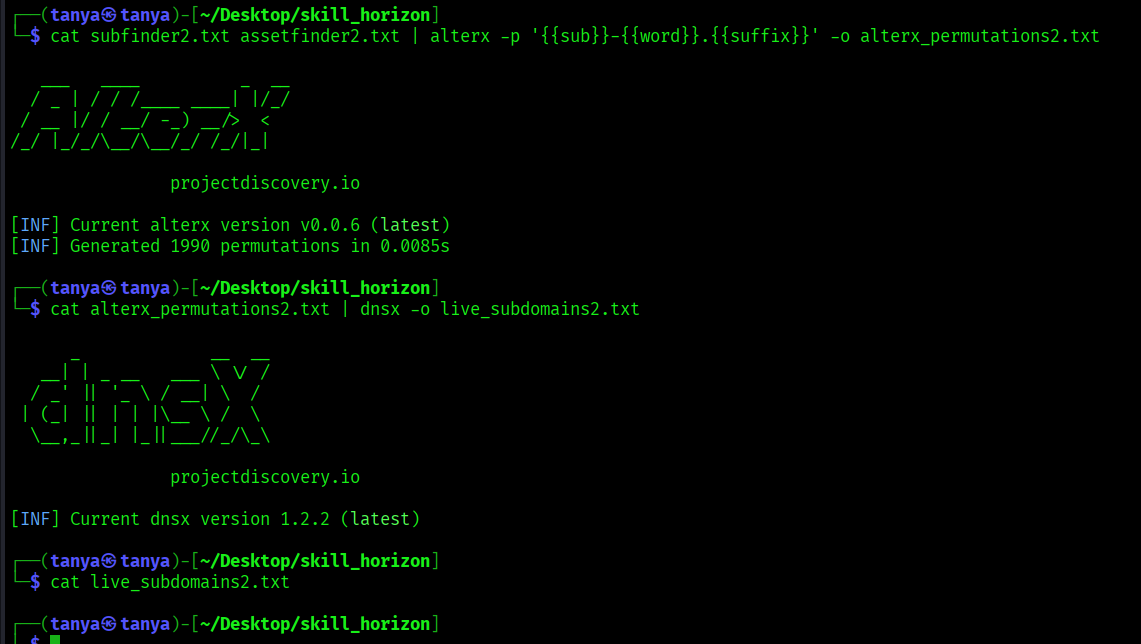 ┌──(tanya㉿tanya)-[~/Desktop/skill_horizon]
└─$ cat subfinder2.txt assetfinder2.txt | alterx -p '{{sub}}-{{word}}.{{suffix}}' -o alterx_permutations2.txt
AlterX
projectdiscovery.io
[INF] Current alterx version v0.0.6 (latest)
[INF] Generated 1990 permutations in 0.0085s
┌──(tanya㉿tanya)-[~/Desktop/skill_horizon]
└─$ cat alterx_permutations2.txt | dnsx -o live_subdomains2.txt
dnsX
projectdiscovery.io
[INF] Current dnsx version 1.2.2 (latest)
┌──(tanya㉿tanya)-[~/Desktop/skill_horizon]
└─$ cat live_subdomains2.txt
┌──(tanya㉿tanya)-[~/Desktop/skill_horizon]
└─$